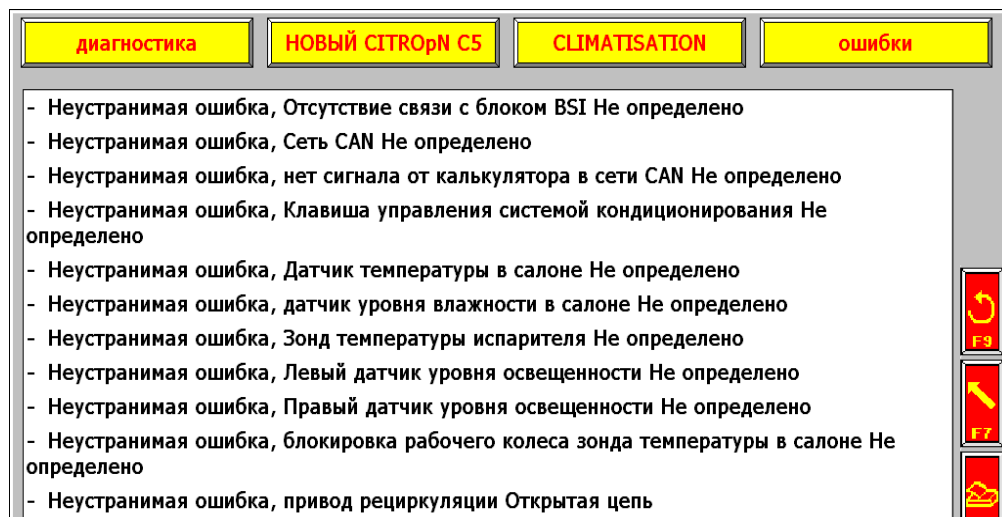 диагностика
НОВЫЙ CITROpN C5
CLIMATISATION
ошибки
- Неустранимая ошибка, Отсутствие связи с блоком BSI Не определено
- Неустранимая ошибка, Сеть CAN Не определено
- Неустранимая ошибка, нет сигнала от калькулятора в сети CAN Не определено
- Неустранимая ошибка, Клавиша управления системой кондиционирования Не
определено
- Неустранимая ошибка, Датчик температуры в салоне Не определено
- Неустранимая ошибка, датчик уровня влажности в салоне Не определено
- Неустранимая ошибка, Зонд температуры испарителя Не определено
- Неустранимая ошибка, Левый датчик уровня освещенности Не определено
- Неустранимая ошибка, Правый датчик уровня освещенности Не определено
- Неустранимая ошибка, блокировка рабочего колеса зонда температуры в салоне Не
определено
- Неустранимая ошибка, привод рециркуляции Открытая цепь
F9
F7